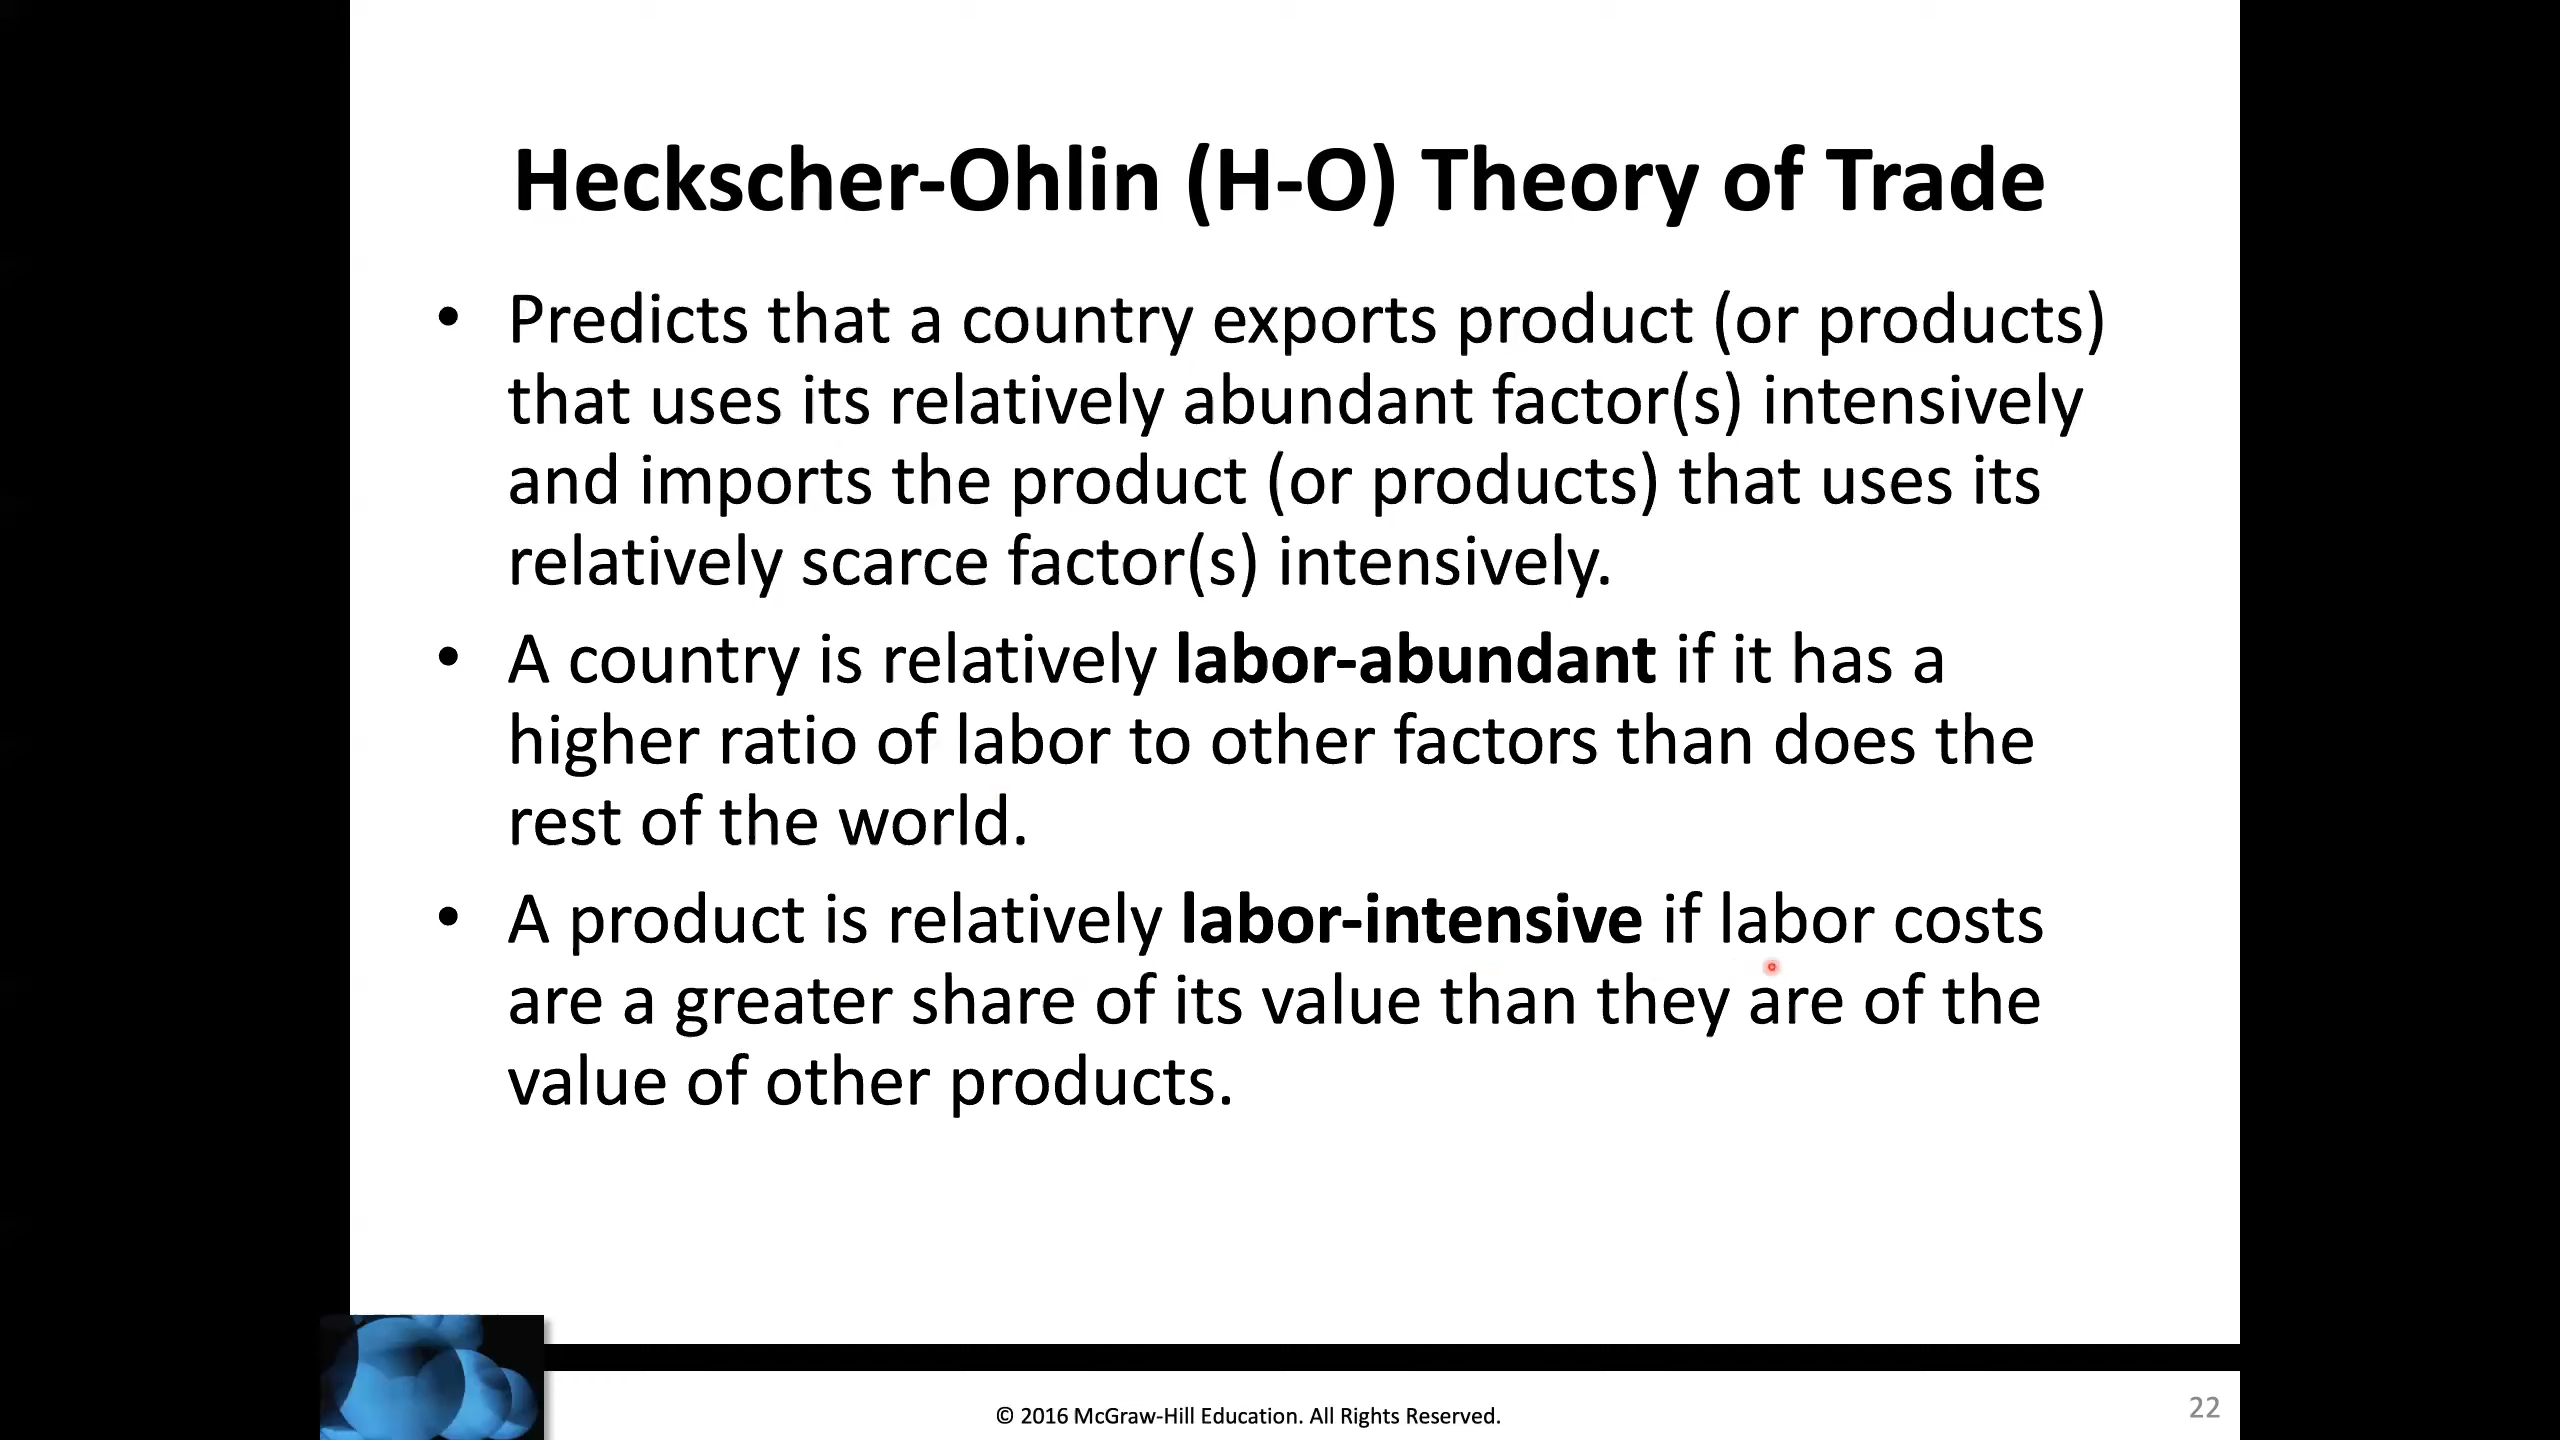 Heckscher-Ohlin (H-O) Theory of Trade
• Predicts that a country exports product (or products)
that uses its relatively abundant factor(s) intensively
and imports the product (or products) that uses its
relatively scarce factor(s) intensively.
• A country is relatively labor-abundant if it has a
higher ratio of labor to other factors than does the
rest of the world.
• A product is relatively labor-intensive if labor costs
are a greater share of its value than they are of the
value of other products.
© 2016 McGraw-Hill Education. All Rights Reserved.
22